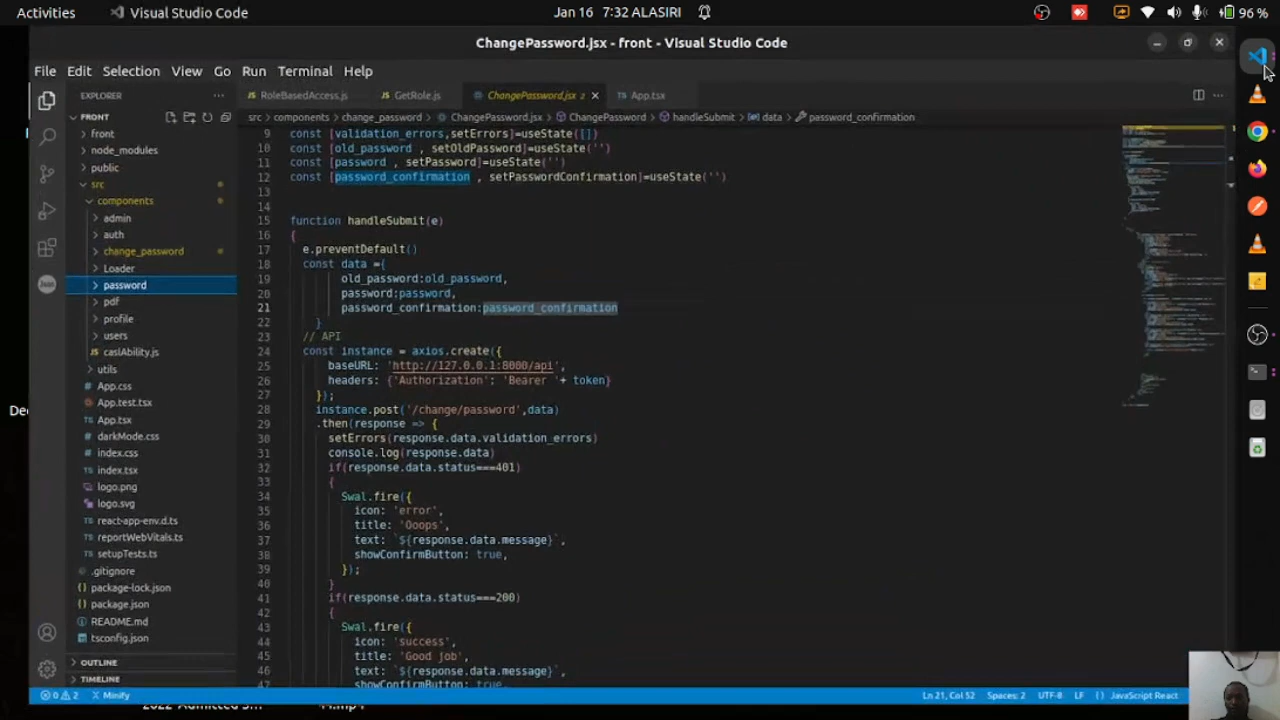 Activities
Visual Studio Code
Jan 16 7:32 ALASIRI
96 %
ChangePassword.jsx - front - Visual Studio Code
File Edit Selection View Go Run Terminal Help
EXPLORER
RoleBasedAccess.js
GetRole.js
ChangePassword.jsx 2
App.tsx
src > components > change_password > ChangePassword.jsx > ChangePassword > handleSubmit > data > password_confirmation
FRONT
front
node_modules
public
src
components
admin
auth
change_password
Loader
password
pdf
profile
users
caslAbility.js
utils
App.css
App.test.tsx
App.tsx
darkMode.css
index.css
index.tsx
logo.png
logo.svg
react-app-env.d.ts
reportWebVitals.ts
setupTests.ts
.gitignore
package-lock.json
package.json
README.md
tsconfig.json
OUTLINE
TIMELINE
9 const [validation_errors,setErrors]=useState([])
10 const [old_password , setOldPassword]=useState('')
11 const [password , setPassword]=useState('')
12 const [password_confirmation , setPasswordConfirmation]=useState('')
13
14
15 function handleSubmit(e)
16 {
17 e.preventDefault()
18 const data ={
19 old_password:old_password,
20 password:password,
21 password_confirmation:password_confirmation
22 }
23 // API
24 const instance = axios.create({
25 baseURL: 'http://127.0.0.1:8000/api',
26 headers: {'Authorization': 'Bearer '+ token}
27 });
28 instance.post('/change/password',data)
29 .then(response => {
30 setErrors(response.data.validation_errors)
31 console.log(response.data)
32 if(response.data.status===401)
33 {
34 Swal.fire({
35 icon: 'error',
36 title: 'Ooops',
37 text: `${response.data.message}`,
38 showConfirmButton: true,
39 });
40 }
41 if(response.data.status===200)
42 {
43 Swal.fire({
44 icon: 'success',
45 title: 'Good job',
46 text: `${response.data.message}`,
47 showConfirmButton: true,
0 2 Minify
Ln 21, Col 52 Spaces: 2 UTF-8 LF {} JavaScript React